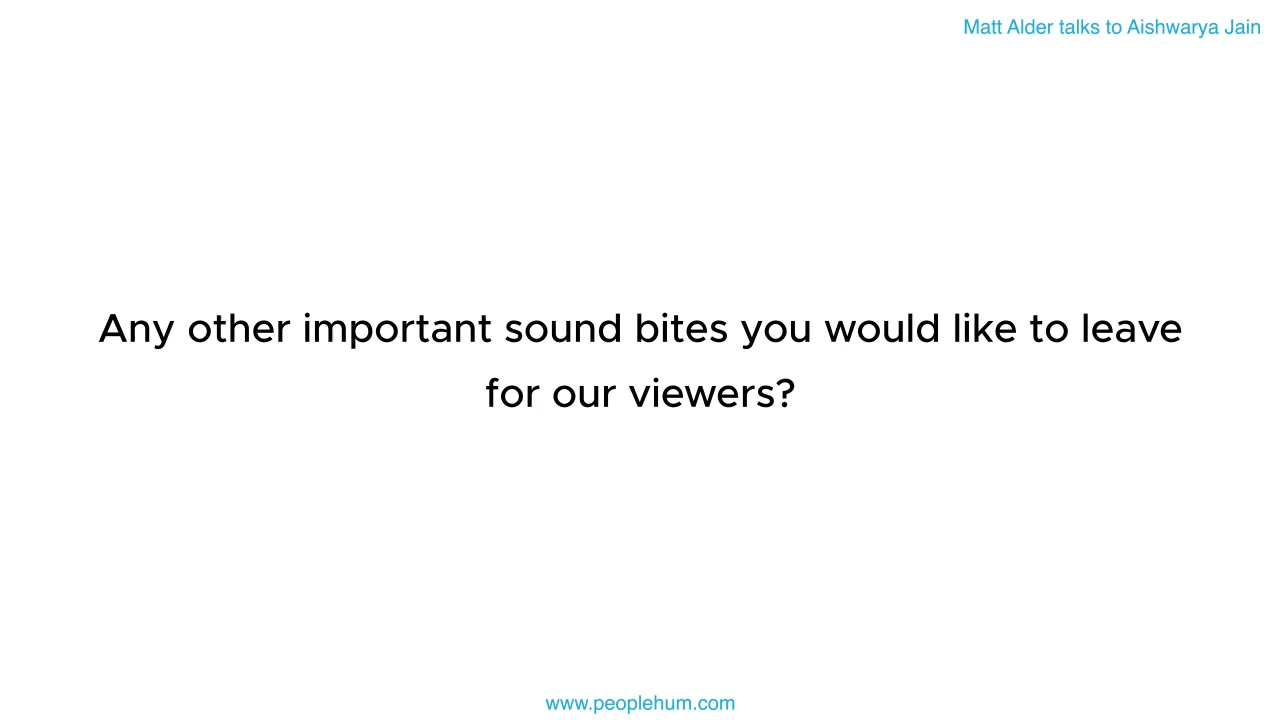 Matt Alder talks to Aishwarya Jain
Any other important sound bites you would like to leave
for our viewers?
www.peoplehum.com